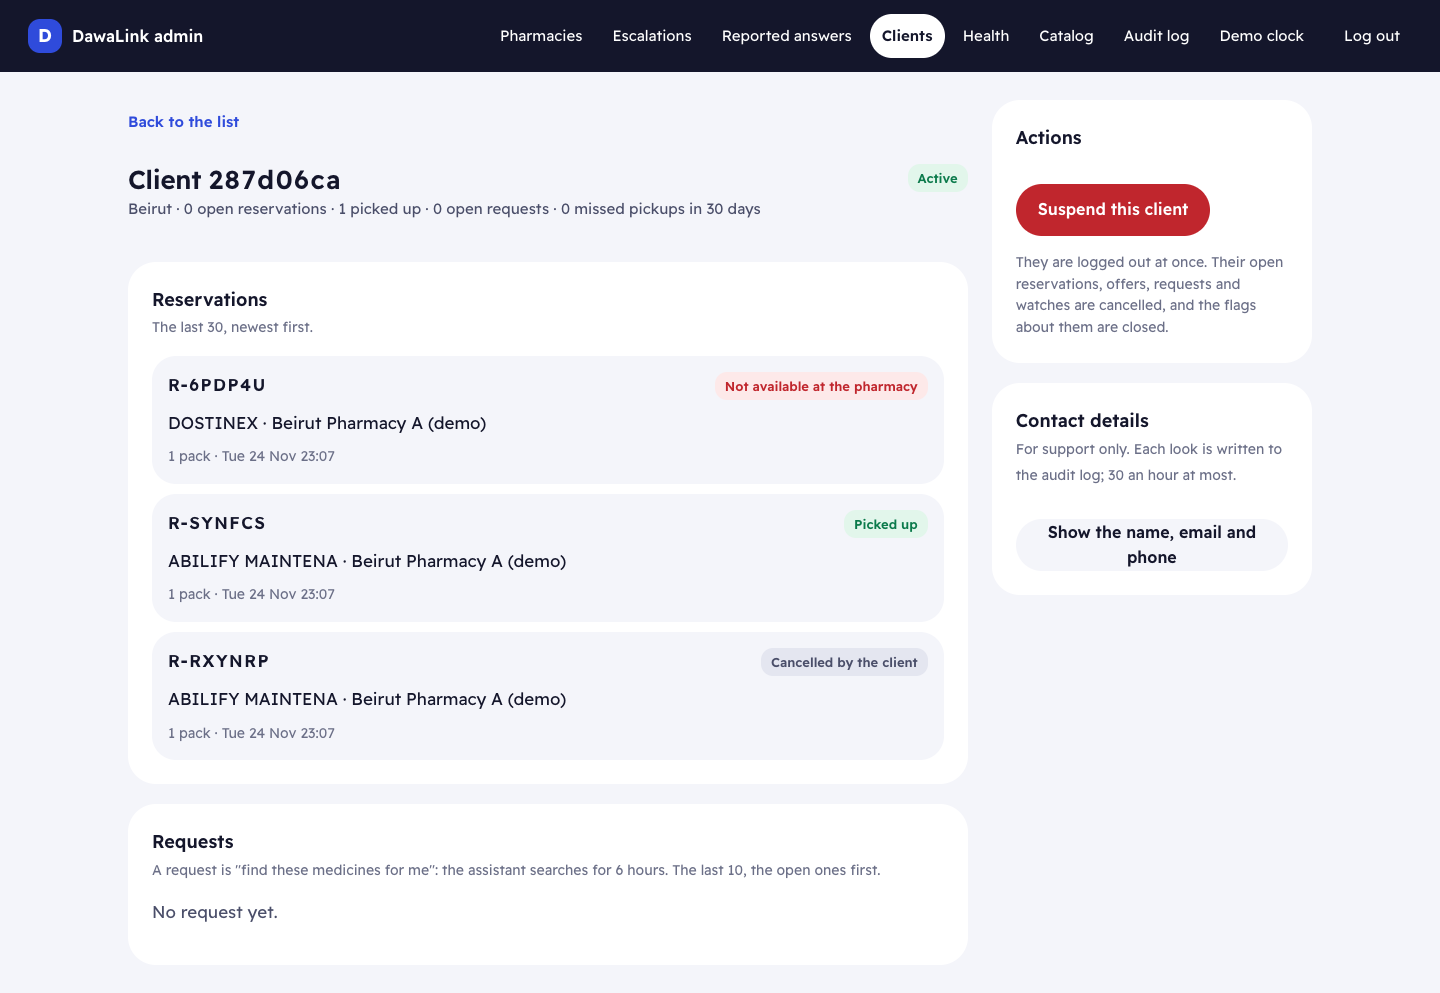 D DawaLink admin
Pharmacies Escalations Reported answers Clients Health Catalog Audit log Demo clock Log out
Back to the list
Client 287d06ca
Active
Beirut · 0 open reservations · 1 picked up · 0 open requests · 0 missed pickups in 30 days
Reservations
The last 30, newest first.
R-6PDP4U
Not available at the pharmacy
DOSTINEX · Beirut Pharmacy A (demo)
1 pack · Tue 24 Nov 23:07
R-SYNFCS
Picked up
ABILIFY MAINTENA · Beirut Pharmacy A (demo)
1 pack · Tue 24 Nov 23:07
R-RXYNRP
Cancelled by the client
ABILIFY MAINTENA · Beirut Pharmacy A (demo)
1 pack · Tue 24 Nov 23:07
Requests
A request is "find these medicines for me": the assistant searches for 6 hours. The last 10, the open ones first.
No request yet.
Actions
Suspend this client
They are logged out at once. Their open
reservations, offers, requests and
watches are cancelled, and the flags
about them are closed.
Contact details
For support only. Each look is written to
the audit log; 30 an hour at most.
Show the name, email and
phone